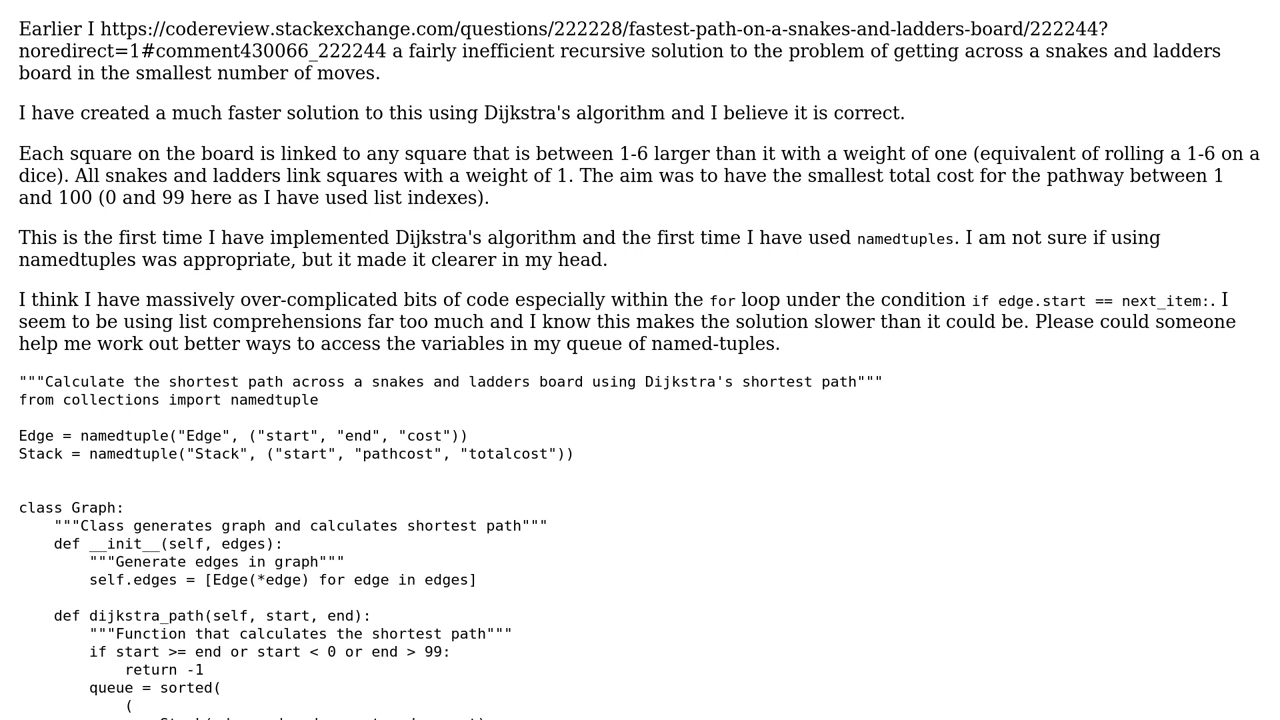 Earlier I https://codereview.stackexchange.com/questions/222228/fastest-path-on-a-snakes-and-ladders-board/222244?
noredirect=1#comment430066_222244 a fairly inefficient recursive solution to the problem of getting across a snakes and ladders
board in the smallest number of moves.
I have created a much faster solution to this using Dijkstra's algorithm and I believe it is correct.
Each square on the board is linked to any square that is between 1-6 larger than it with a weight of one (equivalent of rolling a 1-6 on a
dice). All snakes and ladders link squares with a weight of 1. The aim was to have the smallest total cost for the pathway between 1
and 100 (0 and 99 here as I have used list indexes).
This is the first time I have implemented Dijkstra's algorithm and the first time I have used namedtuples. I am not sure if using
namedtuples was appropriate, but it made it clearer in my head.
I think I have massively over-complicated bits of code especially within the for loop under the condition if edge.start == next_item:. I
seem to be using list comprehensions far too much and I know this makes the solution slower than it could be. Please could someone
help me work out better ways to access the variables in my queue of named-tuples.
"""Calculate the shortest path across a snakes and ladders board using Dijkstra's shortest path"""
from collections import namedtuple
Edge = namedtuple("Edge", ("start", "end", "cost"))
Stack = namedtuple("Stack", ("start", "pathcost", "totalcost"))
class Graph:
    """Class generates graph and calculates shortest path"""
    def __init__(self, edges):
        """Generate edges in graph"""
        self.edges = [Edge(*edge) for edge in edges]
    def dijkstra_path(self, start, end):
        """Function that calculates the shortest path"""
        if start >= end or start < 0 or end > 99:
            return -1
        queue = sorted(
            (